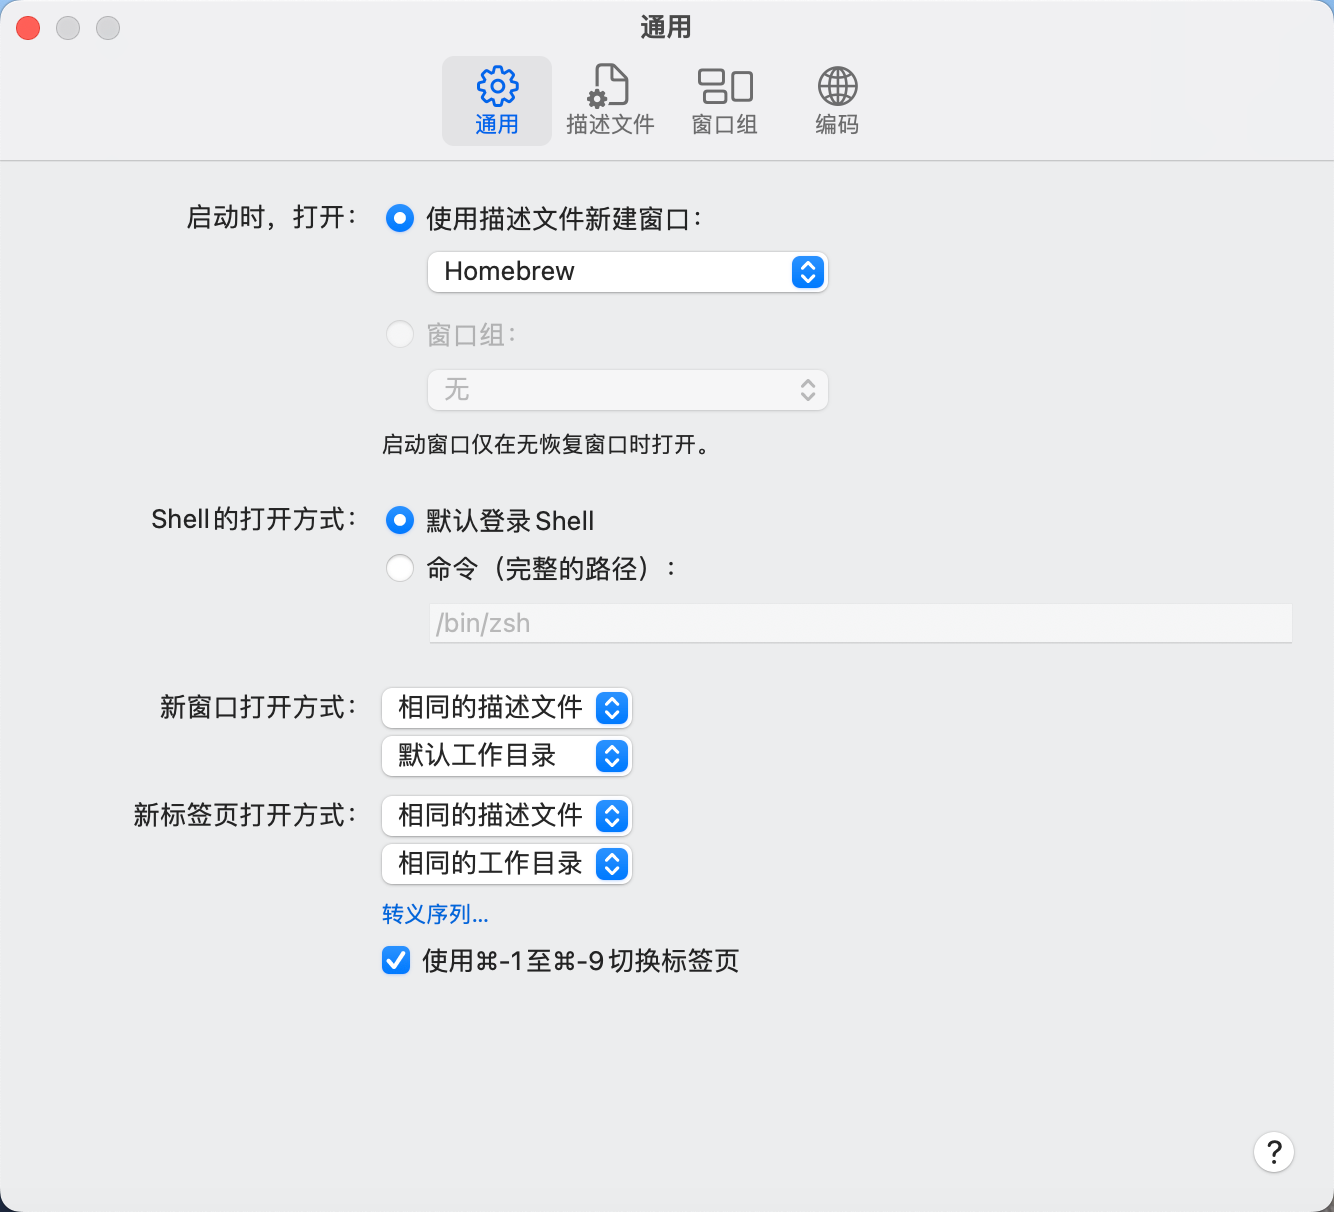 通用
通用 描述文件 窗口组 编码
启动时，打开： 使用描述文件新建窗口：
Homebrew
窗口组：
无
启动窗口仅在无恢复窗口时打开。
Shell的打开方式： 默认登录Shell
命令（完整的路径）：
/bin/zsh
新窗口打开方式： 相同的描述文件
默认工作目录
新标签页打开方式： 相同的描述文件
相同的工作目录
转义序列...
使用⌘-1至⌘-9切换标签页
?